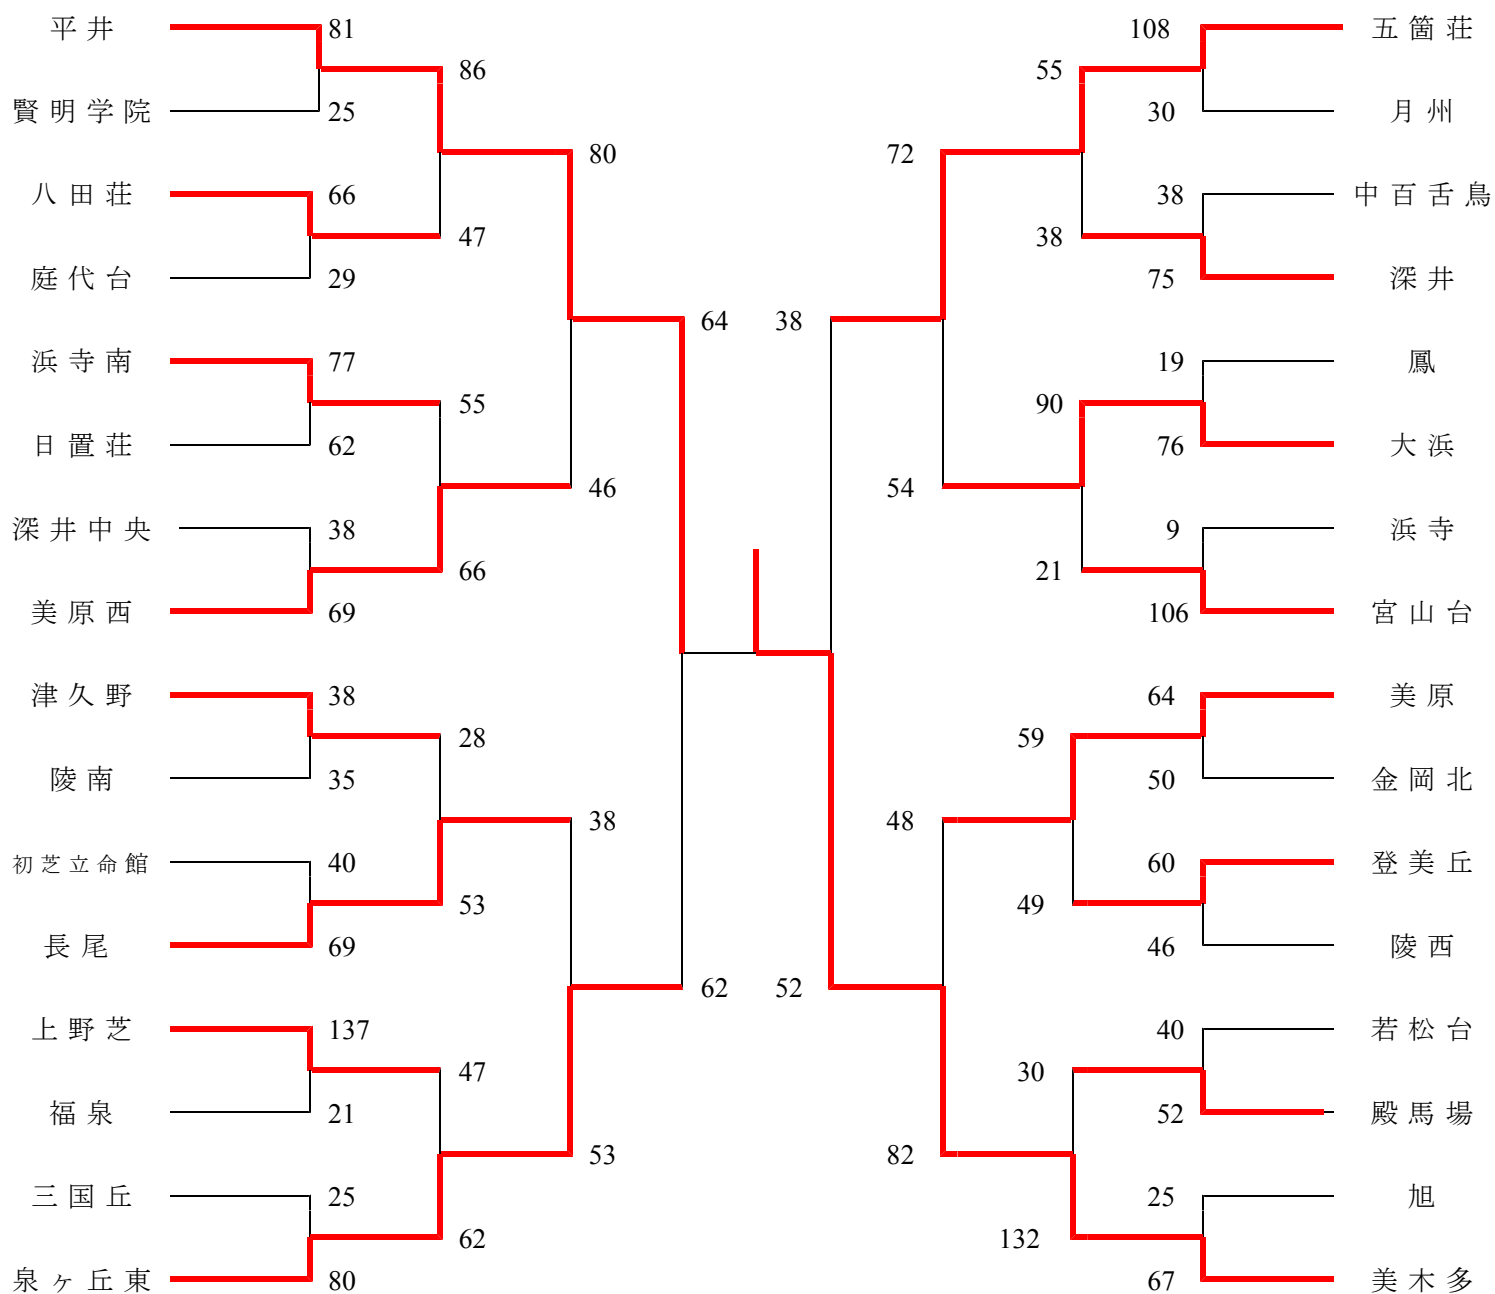 平井 81 108 五箇荘
86 55
賢明学院 25 30 月州
80 72
八田荘 66 38 中百舌鳥
47 38
庭代台 29 75 深井
64 38
浜寺南 77 19 鳳
55 90
日置荘 62 76 大浜
46 54
深井中央 38 9 浜寺
66 21
美原西 69 106 宮山台
津久野 38 64 美原
28 59
陵南 35 50 金岡北
38 48
初芝立命館 40 60 登美丘
53 49
長尾 69 46 陵西
62 52
上野芝 137 40 若松台
47 30
福泉 21 52 殿馬場
53 82
三国丘 25 25 旭
62 132
泉ヶ丘東 80 67 美木多